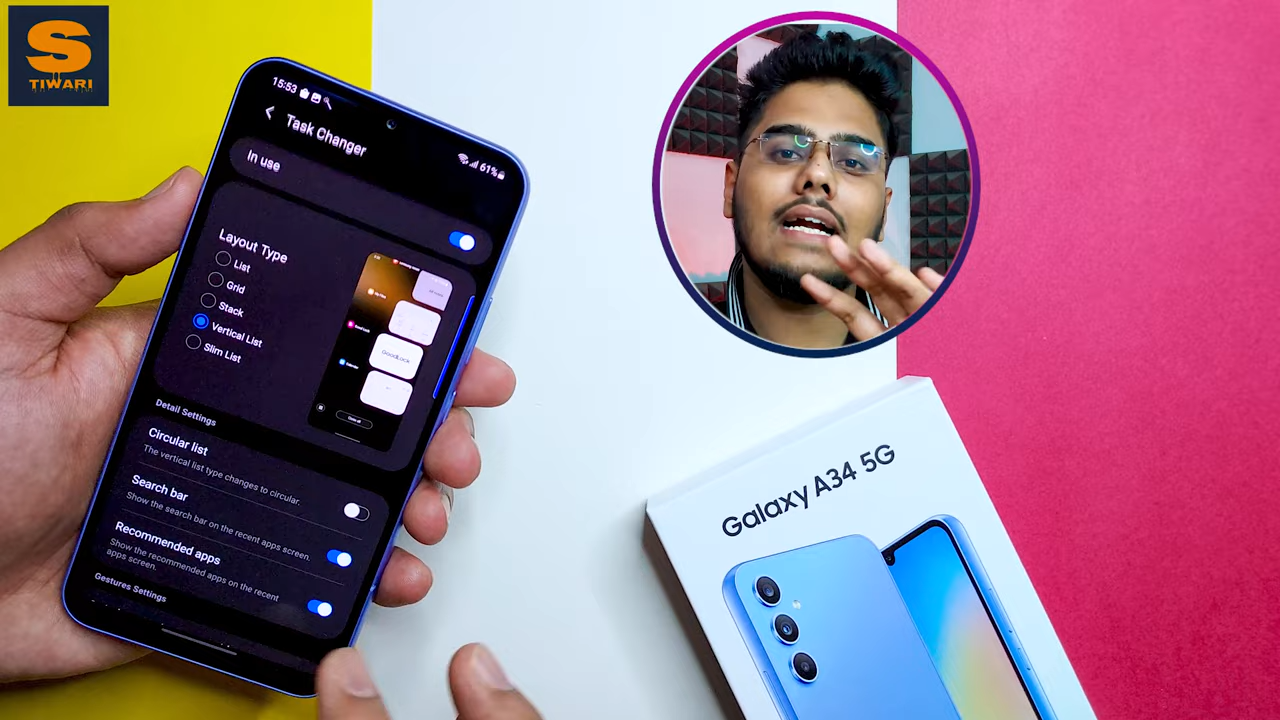 S
TIWARI
15:53
61%
Task Changer
In use
Layout Type
List
Grid
Stack
Vertical List
Slim List
GoodLock
Detail Settings
Circular list
The vertical list type changes to circular.
Search bar
Show the search bar on the recent apps screen.
Recommended apps
Show the recommended apps on the recent
apps screen.
Gestures Settings
Galaxy A34 5G